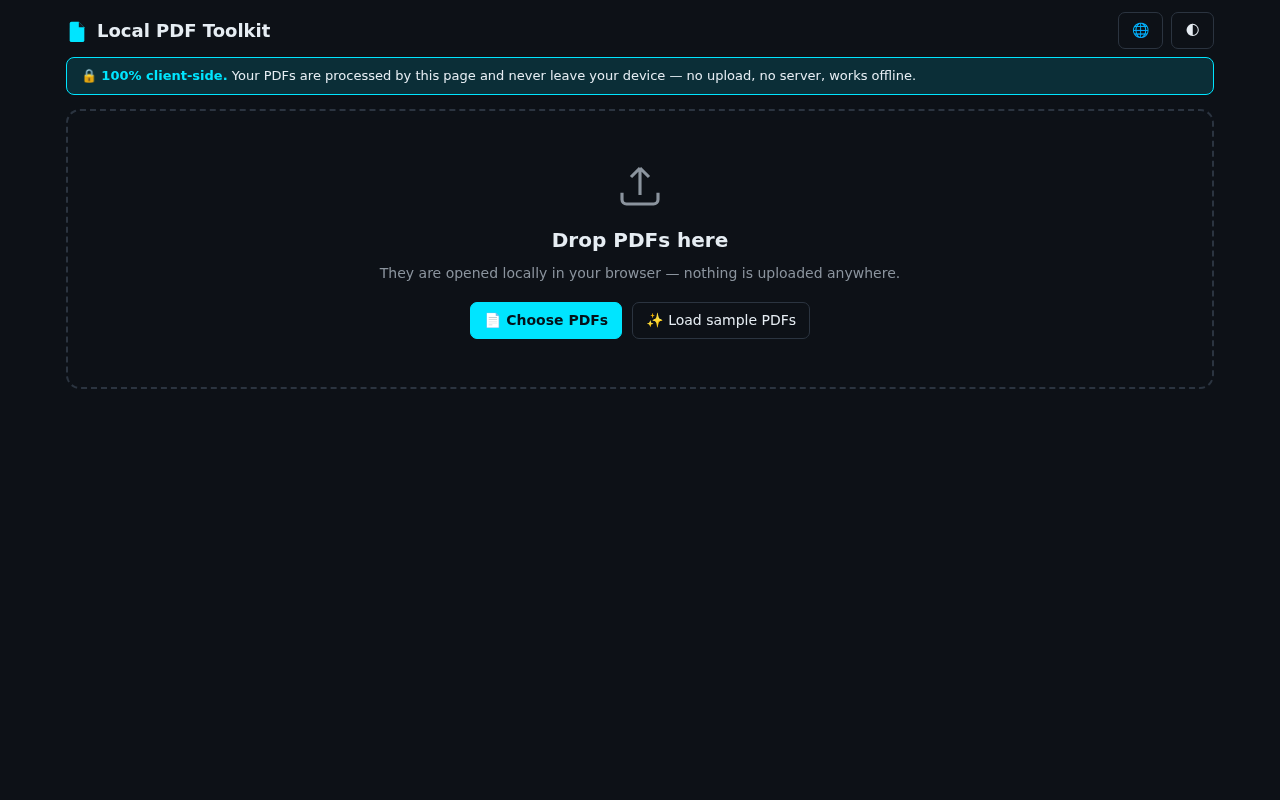 Local PDF Toolkit
🔒 100% client-side. Your PDFs are processed by this page and never leave your device — no upload, no server, works offline.
Drop PDFs here
They are opened locally in your browser — nothing is uploaded anywhere.
📄 Choose PDFs
✨ Load sample PDFs